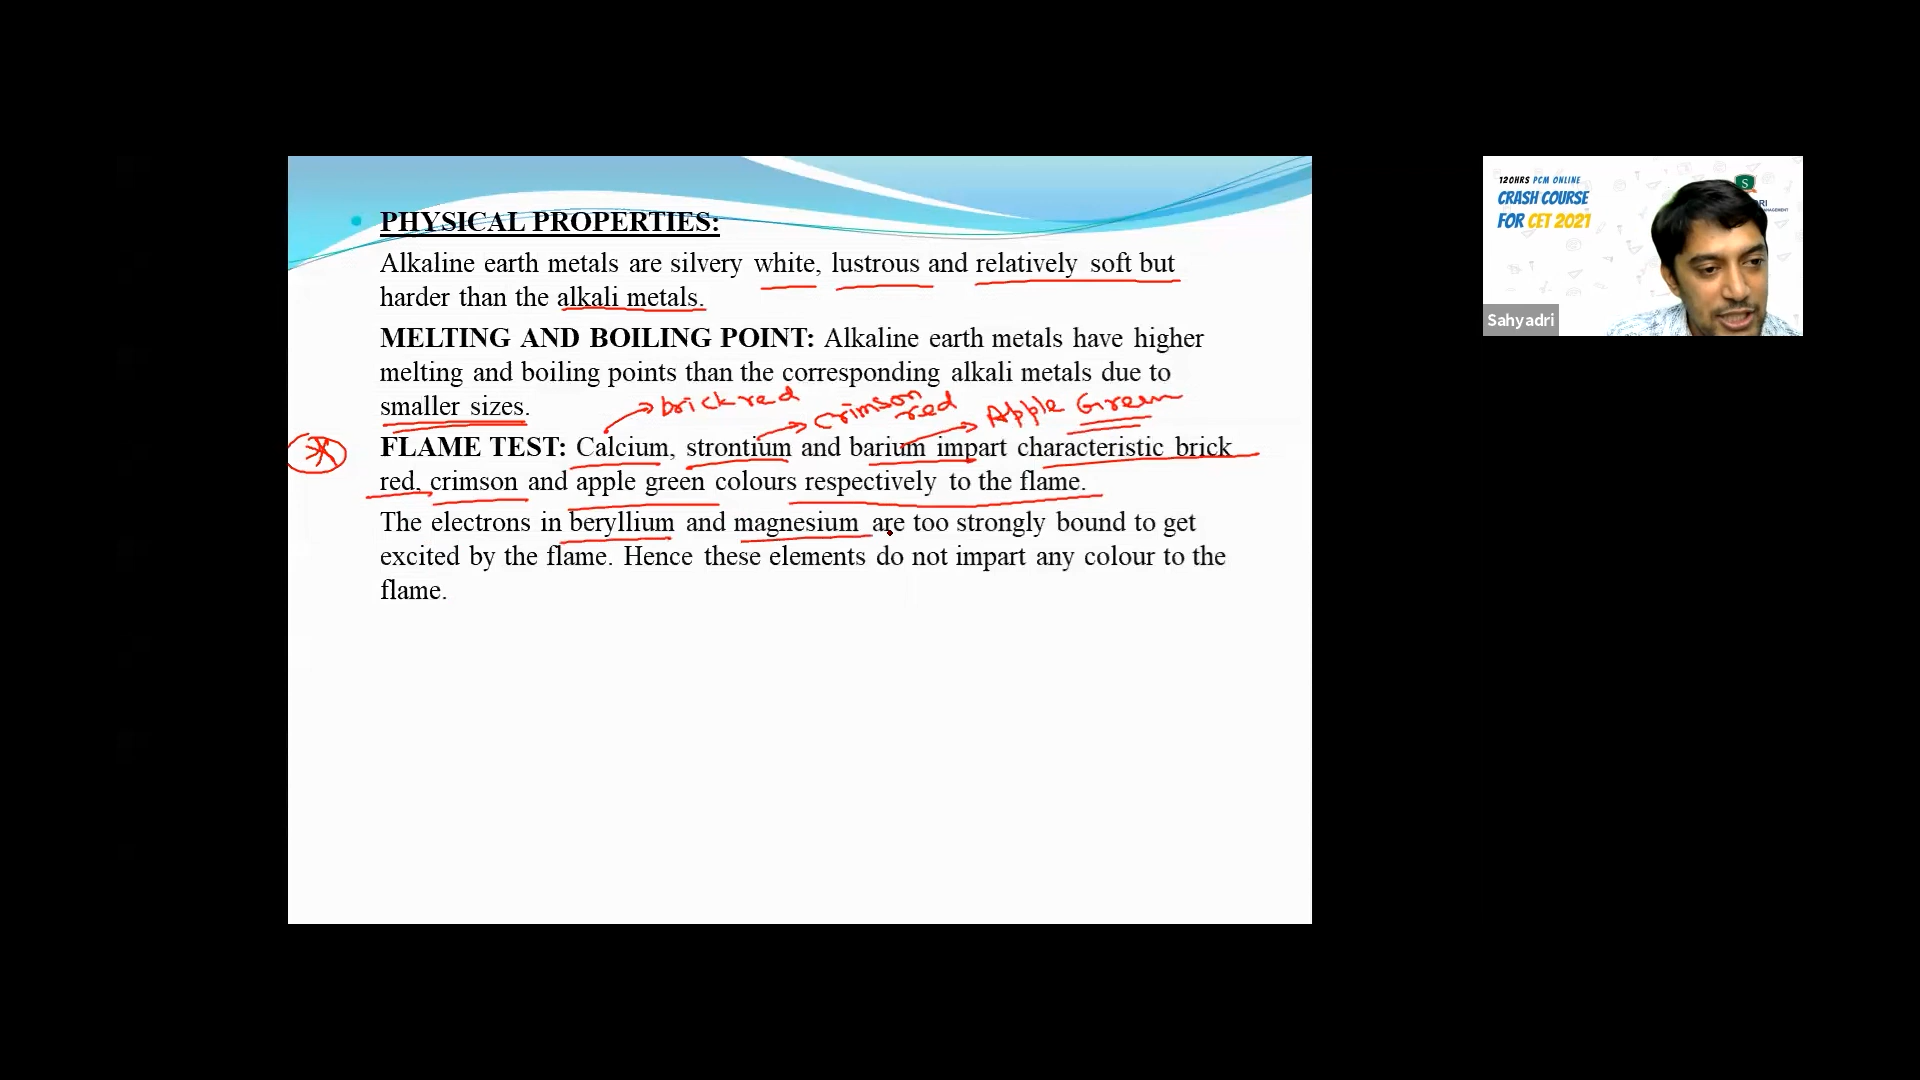 PHYSICAL PROPERTIES:
Alkaline earth metals are silvery white, lustrous and relatively soft but
harder than the alkali metals.
MELTING AND BOILING POINT: Alkaline earth metals have higher
melting and boiling points than the corresponding alkali metals due to
smaller sizes.
brick red
crimson
red
Apple Green
FLAME TEST: Calcium, strontium and barium impart characteristic brick
red, crimson and apple green colours respectively to the flame.
The electrons in beryllium and magnesium are too strongly bound to get
excited by the flame. Hence these elements do not impart any colour to the
flame.
120HRS PCM ONLINE
CRASH COURSE
FOR CET 2021
S
Sahyadri